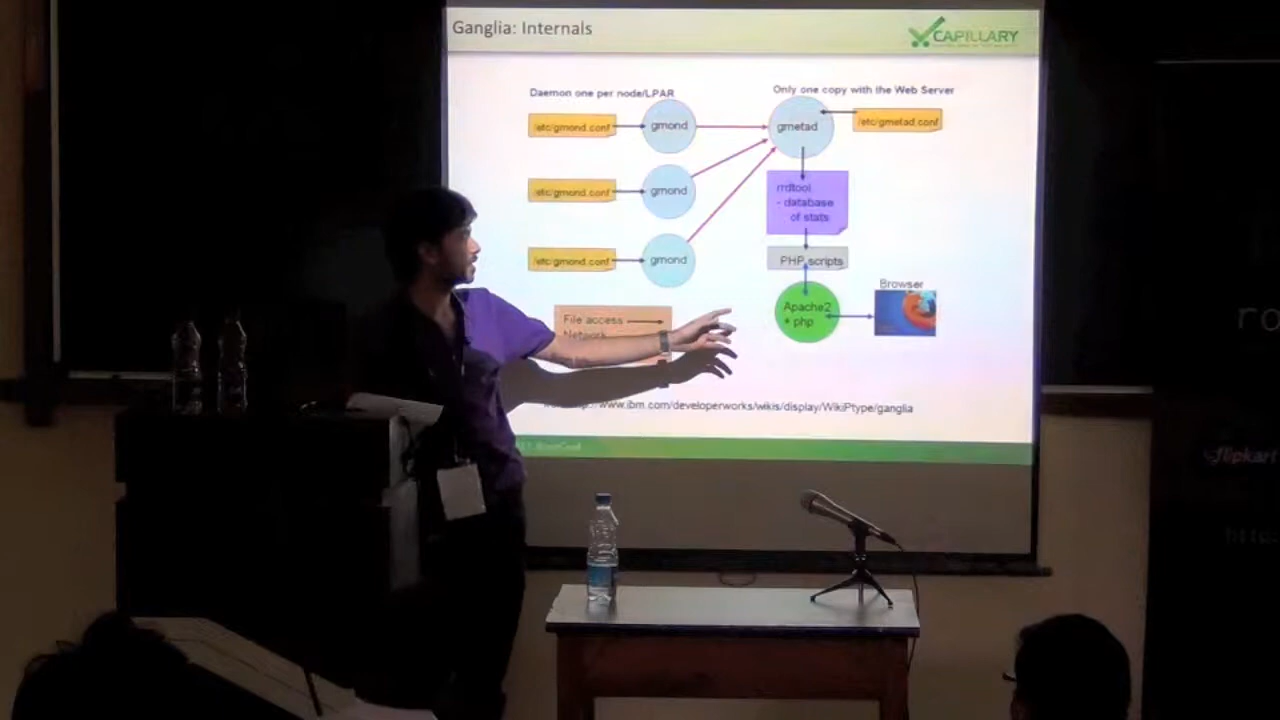 Ganglia: Internals
CAPILLARY
Daemon one per node/LPAR
Only one copy with the Web Server
/etc/gmond.conf
gmond
gmetad
/etc/gmetad.conf
/etc/gmond.conf
gmond
rrdtool
- database
of stats
/etc/gmond.conf
gmond
PHP scripts
Browser
Apache2
+ php
File access
Network
www.ibm.com/developerworks/wikis/display/WikiPtype/ganglia
flipkart